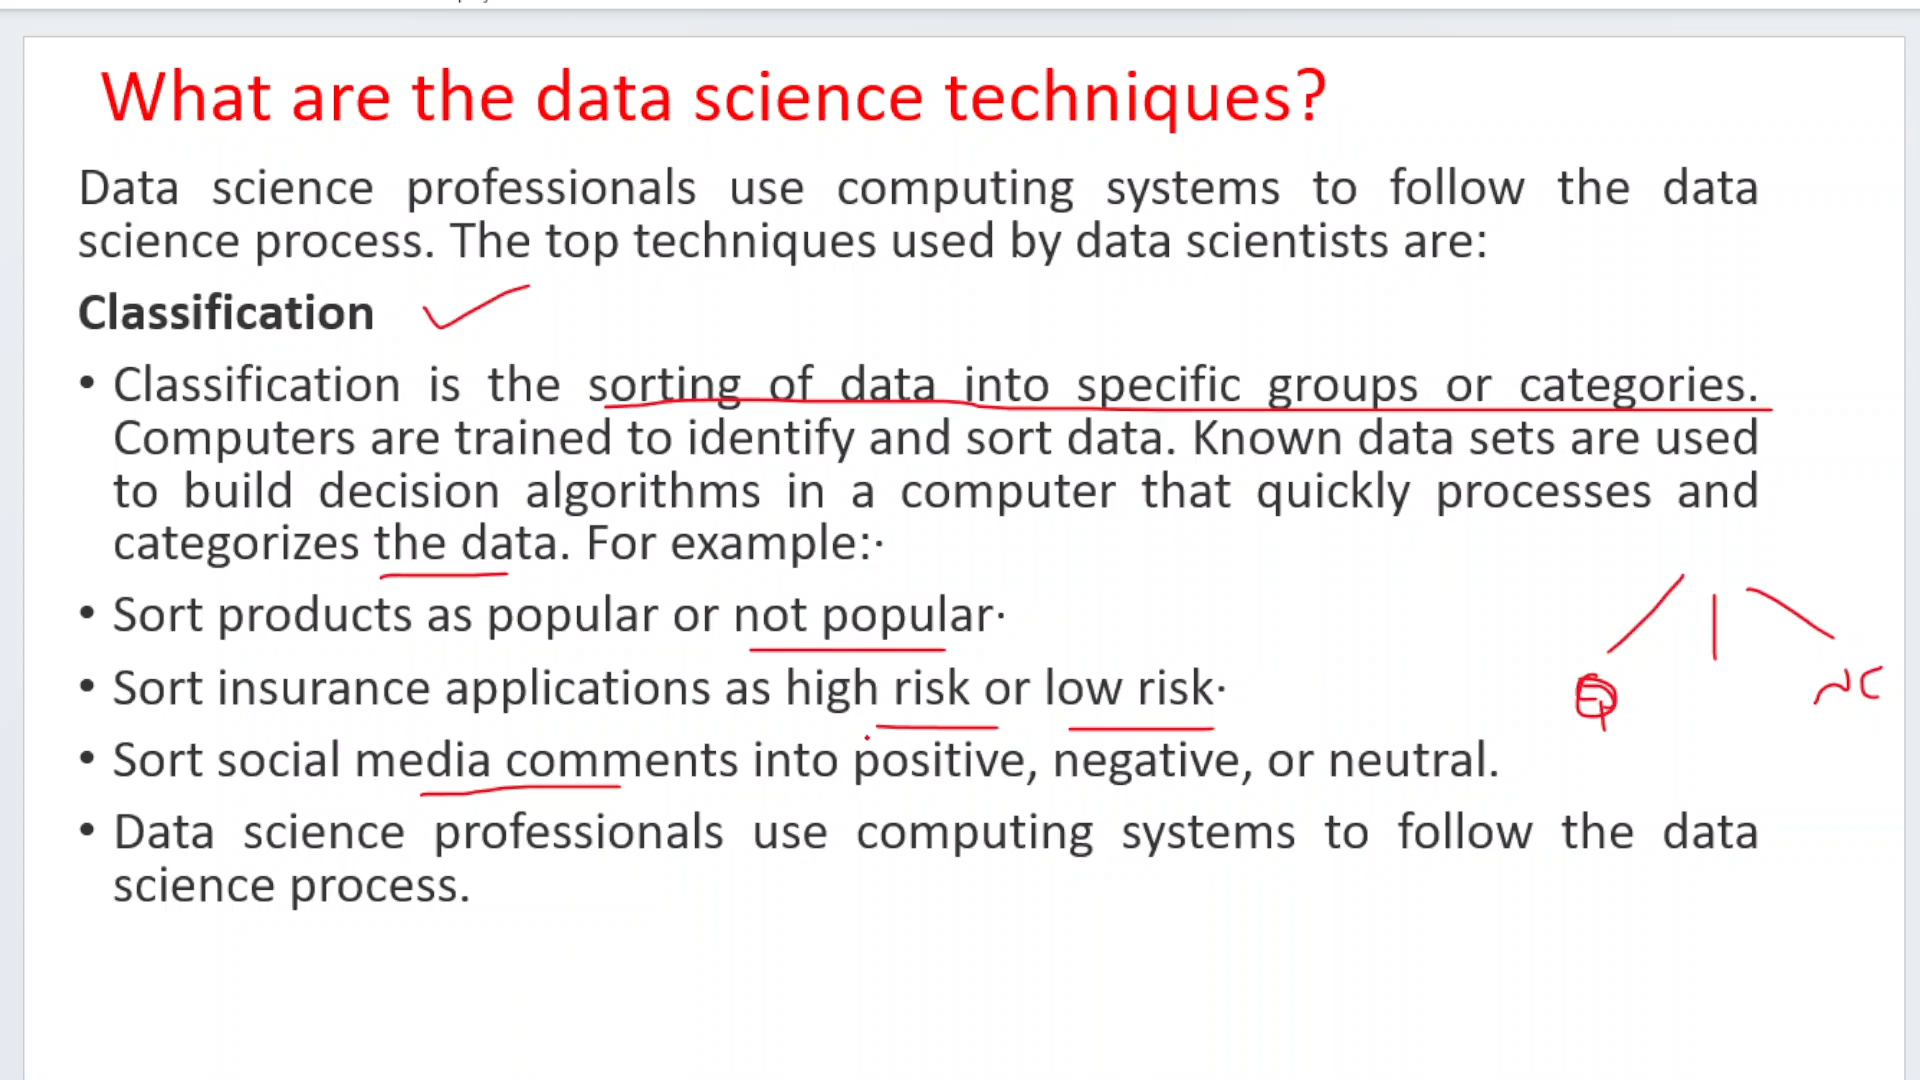 What are the data science techniques?
Data science professionals use computing systems to follow the data
science process. The top techniques used by data scientists are:
Classification
• Classification is the sorting of data into specific groups or categories.
Computers are trained to identify and sort data. Known data sets are used
to build decision algorithms in a computer that quickly processes and
categorizes the data. For example:·
• Sort products as popular or not popular·
• Sort insurance applications as high risk or low risk·
• Sort social media comments into positive, negative, or neutral.
• Data science professionals use computing systems to follow the data
science process.